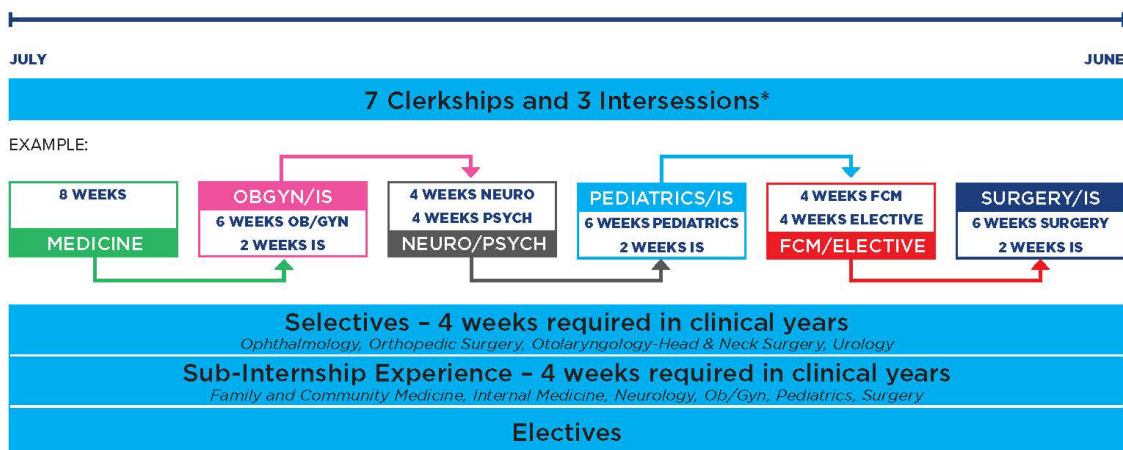 JULY
JUNE
7 Clerkships and 3 Intersessions*
EXAMPLE:
8 WEEKS
MEDICINE
OBGYN/IS
6 WEEKS OB/GYN
2 WEEKS IS
4 WEEKS NEURO
4 WEEKS PSYCH
NEURO/PSYCH
PEDIATRICS/IS
6 WEEKS PEDIATRICS
2 WEEKS IS
4 WEEKS FCM
4 WEEKS ELECTIVE
FCM/ELECTIVE
SURGERY/IS
6 WEEKS SURGERY
2 WEEKS IS
Selectives – 4 weeks required in clinical years
Ophthalmology, Orthopedic Surgery, Otolaryngology-Head & Neck Surgery, Urology
Sub-Internship Experience – 4 weeks required in clinical years
Family and Community Medicine, Internal Medicine, Neurology, Ob/Gyn, Pediatrics, Surgery
Electives